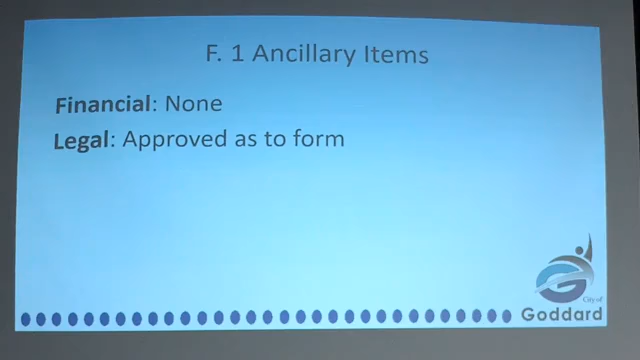 F. 1 Ancillary Items
Financial: None
Legal: Approved as to form
City of
Goddard